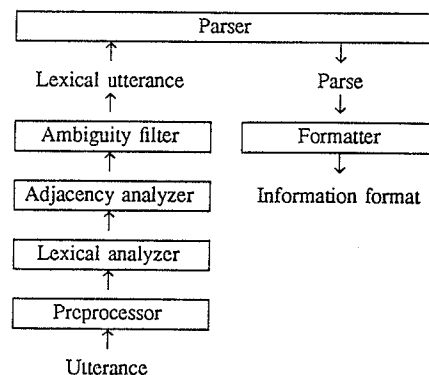 Parser
Lexical utterance
Parse
Ambiguity filter
Formatter
Adjacency analyzer
Information format
Lexical analyzer
Preprocessor
Utterance